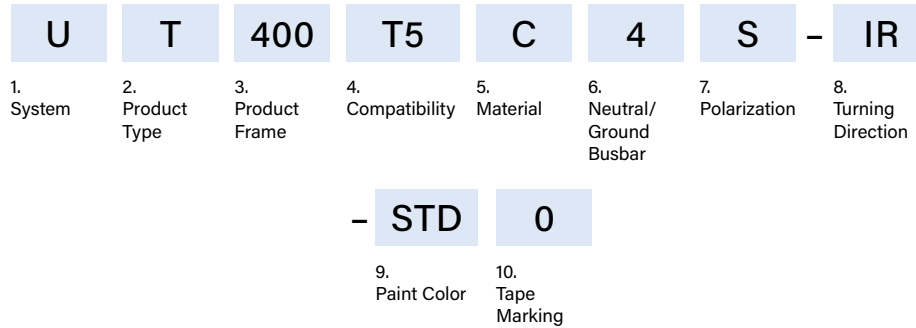 U T 400 T5 C 4 S – IR
1. 2. 3. 4. 5. 6. 7. 8.
System Product Product Compatibility Material Neutral/ Polarization Turning
Type Frame Ground Direction
Busbar
– STD 0
9. 10.
Paint Color Tape
Marking